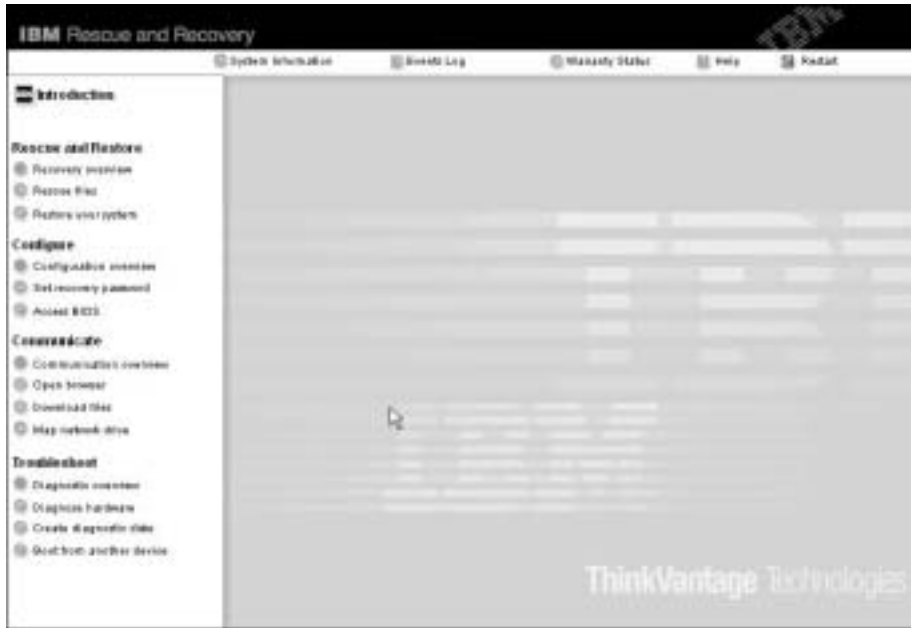 IBM Rescue and Recovery
IBM
System Information
Events Log
Warranty Status
Help
Restart
Introduction
Rescue and Restore
Recovery overview
Rescue files
Restore your system
Configure
Configuration overview
Set recovery password
Access BIOS
Communicate
Communication overview
Open browser
Download files
Map network drive
Troubleshoot
Diagnostic overview
Diagnose hardware
Create diagnostic disks
Boot from another device
IBM
ThinkVantage Technologies